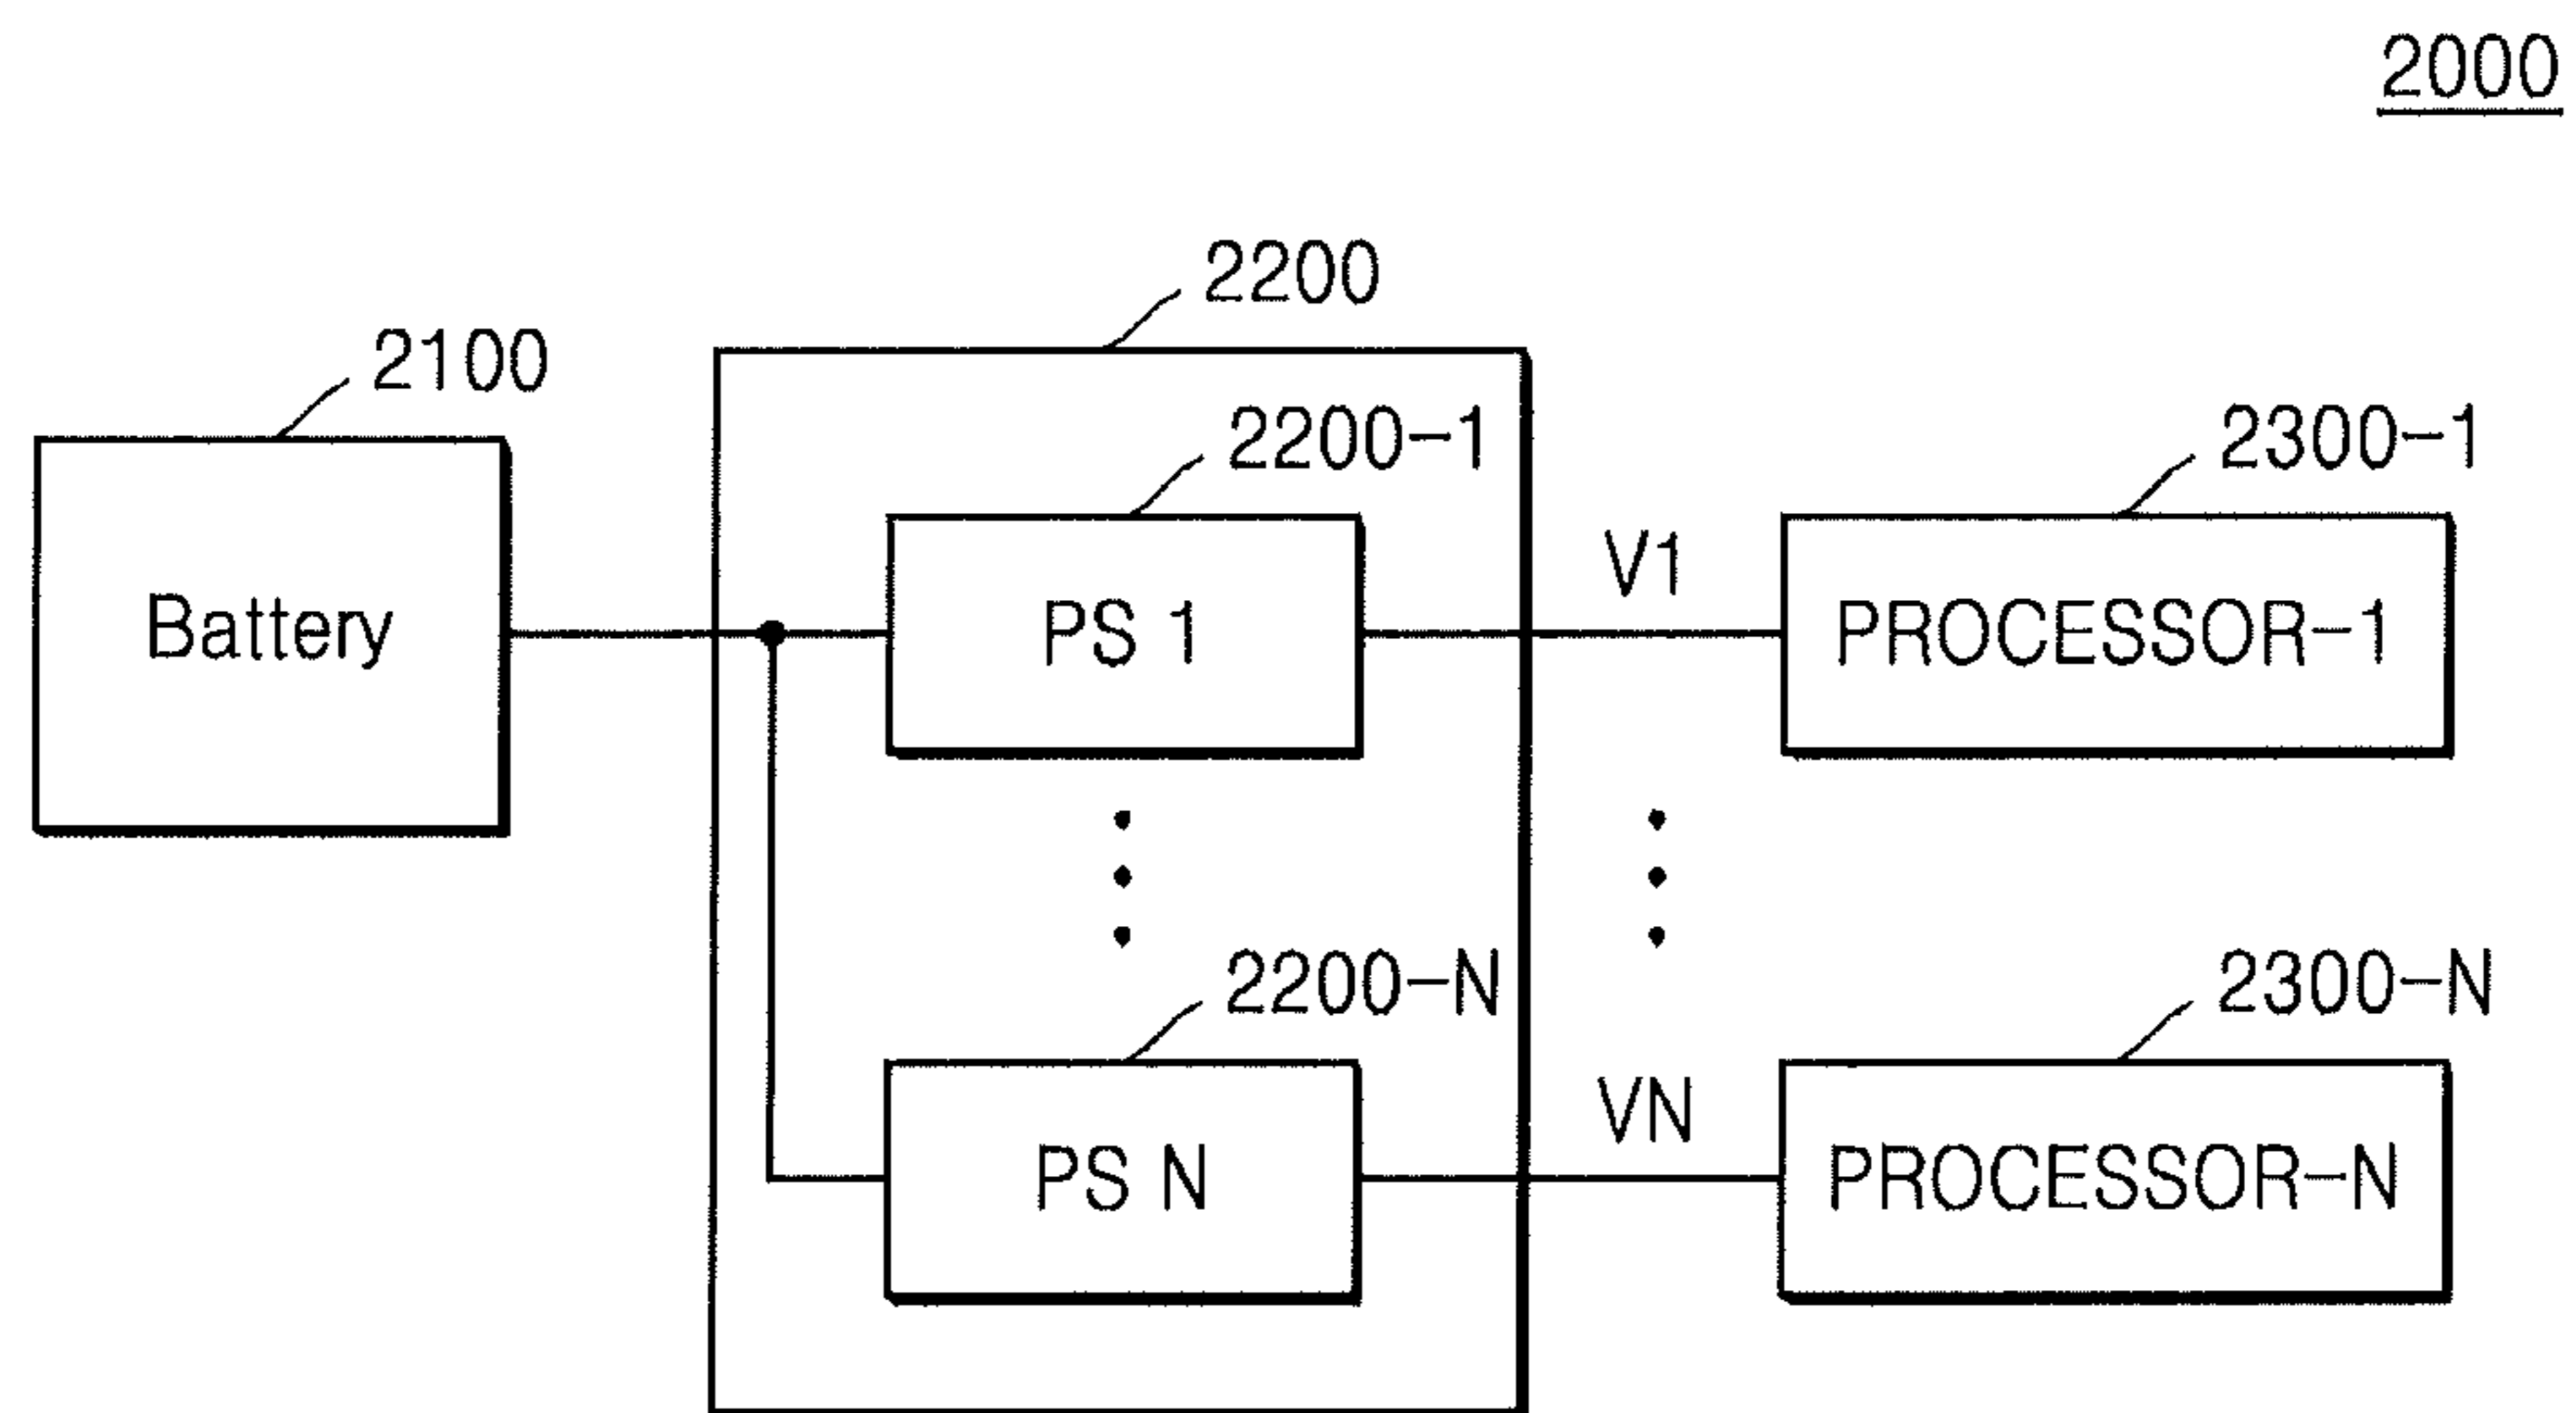 2000
2200
2100
2200-1
2300-1
V1
Battery
PS 1
PROCESSOR-1
2200-N
2300-N
VN
PS N
PROCESSOR-N